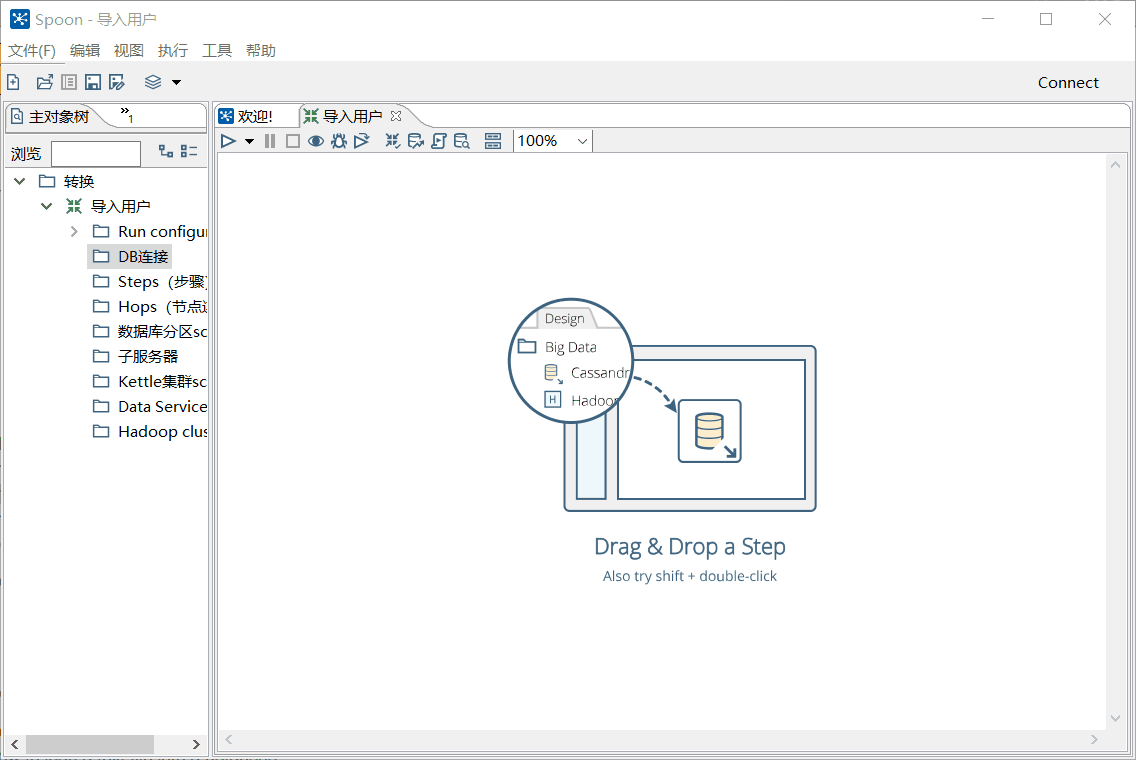 Spoon - 导入用户
文件(F) 编辑 视图 执行 工具 帮助
Connect
主对象树 »1
欢迎! 导入用户
100%
浏览
转换
导入用户
Run configu
DB连接
Steps（步骤）
Hops（节点
数据库分区sc
子服务器
Kettle集群sc
Data Service
Hadoop clus
Design
Big Data
Cassandr
H Hadoop
Drag & Drop a Step
Also try shift + double-click